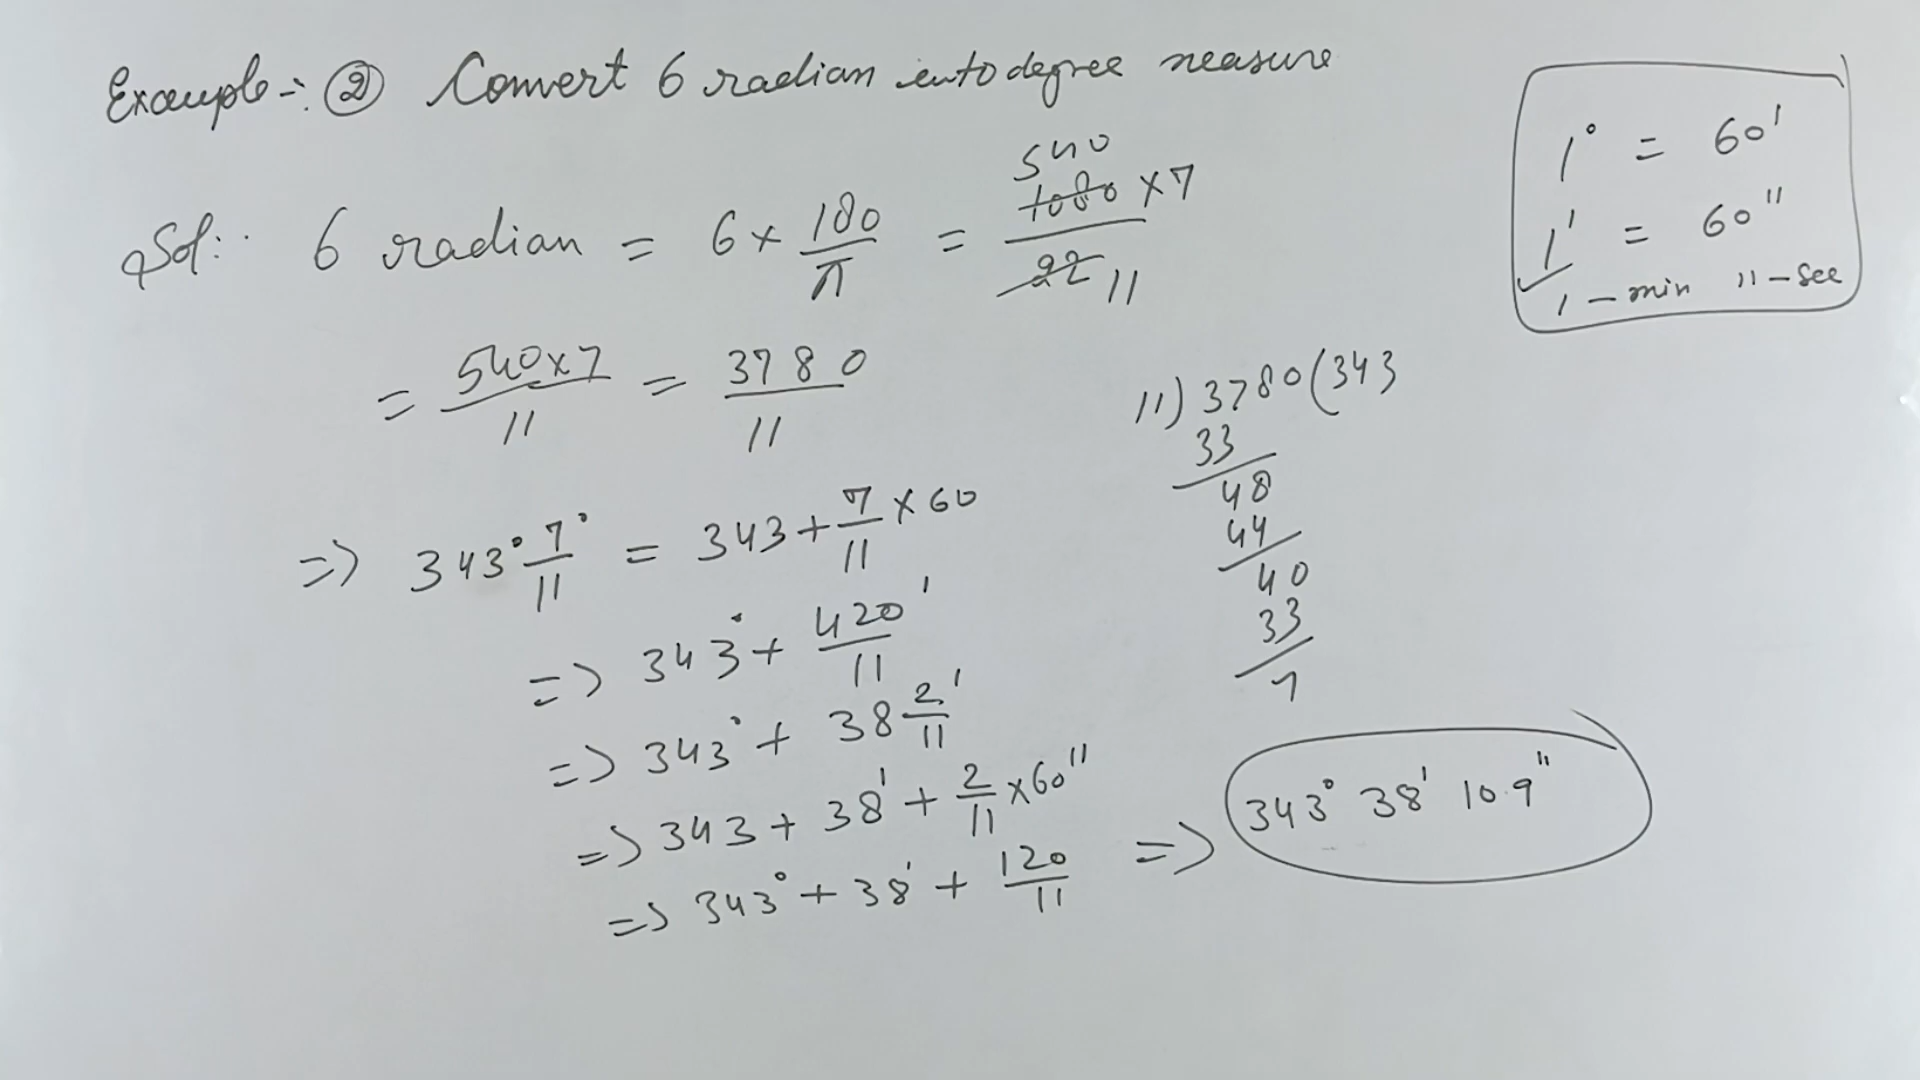 Example :- ② Convert 6 radian into degree measure
Sol: 6 radian = 6 × 180/π = 540 1080 × 7 / 22 11
= 540×7/11 = 3780/11
=> 343° 7/11° = 343 + 7/11 × 60
=> 343° + 420/11 '
=> 343° + 38 2/11 '
=> 343 + 38' + 2/11 × 60"
=> 343° + 38' + 120/11 => 343° 38' 10.9"
11) 3780 (343
33
48
44
40
33
7
1° = 60'
1' = 60"
' – min " – sec